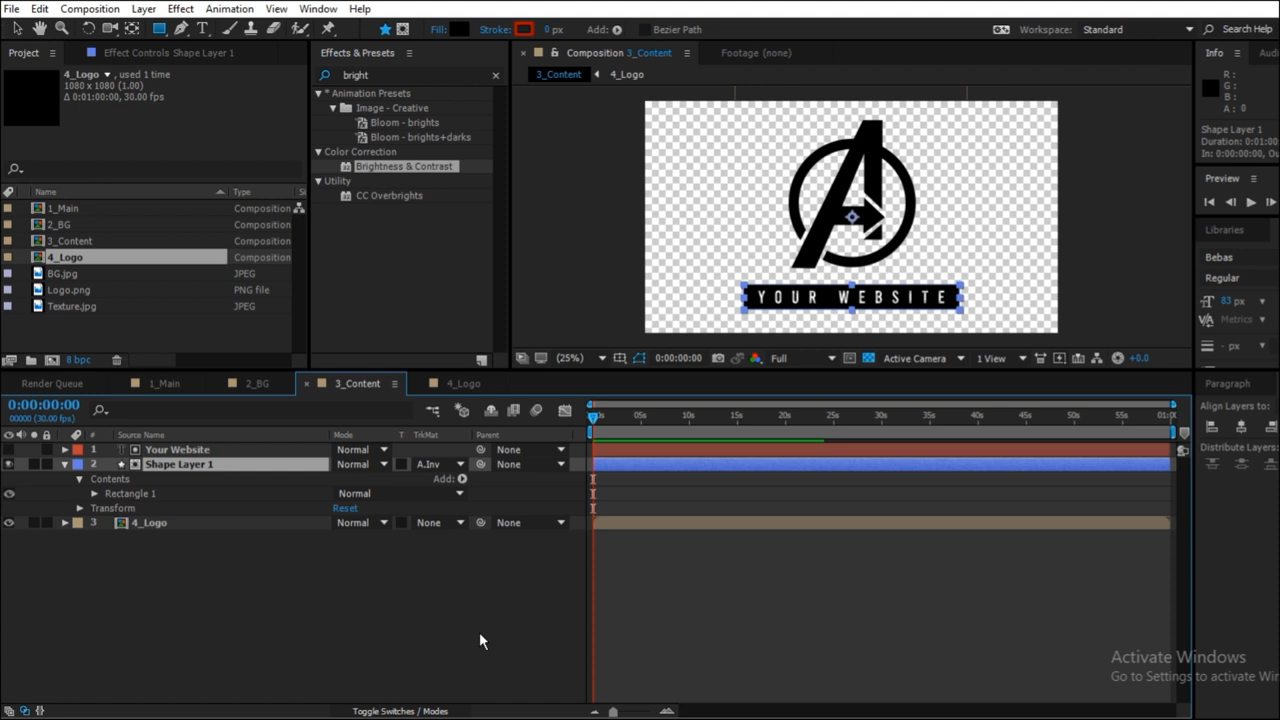 File Edit Composition Layer Effect Animation View Window Help
Fill: Stroke: 0 px Add: Bezier Path Workspace: Standard Search Help
Project Effect Controls Shape Layer 1
4_Logo , used 1 time
1080 x 1080 (1.00)
Δ 0:01:00:00, 30.00 fps
Name Type
1_Main Composition
2_BG Composition
3_Content Composition
4_Logo Composition
BG.jpg JPEG
Logo.png PNG file
Texture.jpg JPEG
8 bpc
Effects & Presets
bright
* Animation Presets
Image - Creative
Bloom - brights
Bloom - brights+darks
Color Correction
Brightness & Contrast
Utility
CC Overbrights
Composition 3_Content Footage (none)
3_Content 4_Logo
YOUR WEBSITE
(25%) 0:00:00:00 Full Active Camera 1 View +0.0
Info
R :
G :
B :
A : 0
Shape Layer 1
Duration: 0:01:00
In: 0:00:00:00,
Preview
Libraries
Bebas
Regular
83 px
Metrics
- px
Paragraph
Align Layers to:
Distribute Layers:
Render Queue 1_Main 2_BG 3_Content 4_Logo
0:00:00:00
00000 (30.00 fps)
# Source Name Mode T TrkMat Parent
1 Your Website Normal None
2 Shape Layer 1 Normal A.Inv None
Contents Add:
Rectangle 1 Normal
Transform Reset
3 4_Logo Normal None None
05s 10s 15s 20s 25s 30s 35s 40s 45s 50s 55s
Toggle Switches / Modes
Activate Windows
Go to Settings to activate Win